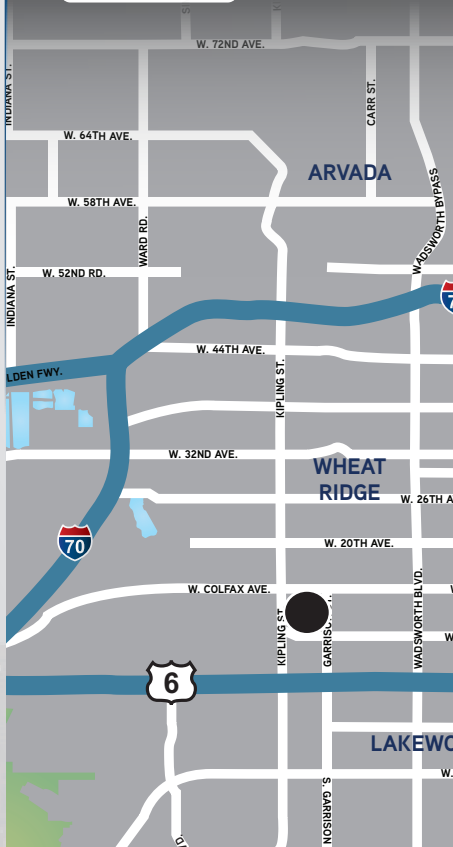 W. 72ND AVE.
INDIANA ST.
CARR ST.
W. 64TH AVE.
ARVADA
W. 58TH AVE.
WADSWORTH BYPASS
WARD RD.
W. 52ND RD.
INDIANA ST.
W. 44TH AVE.
LDEN FWY.
KIPLING ST.
W. 32ND AVE.
WHEAT
RIDGE
W. 26TH A
70
W. 20TH AVE.
W. COLFAX AVE.
KIPLING ST
GARRIS
WADSWORTH BLVD.
W.
6
LAKEWO
W.
S. GARRISON